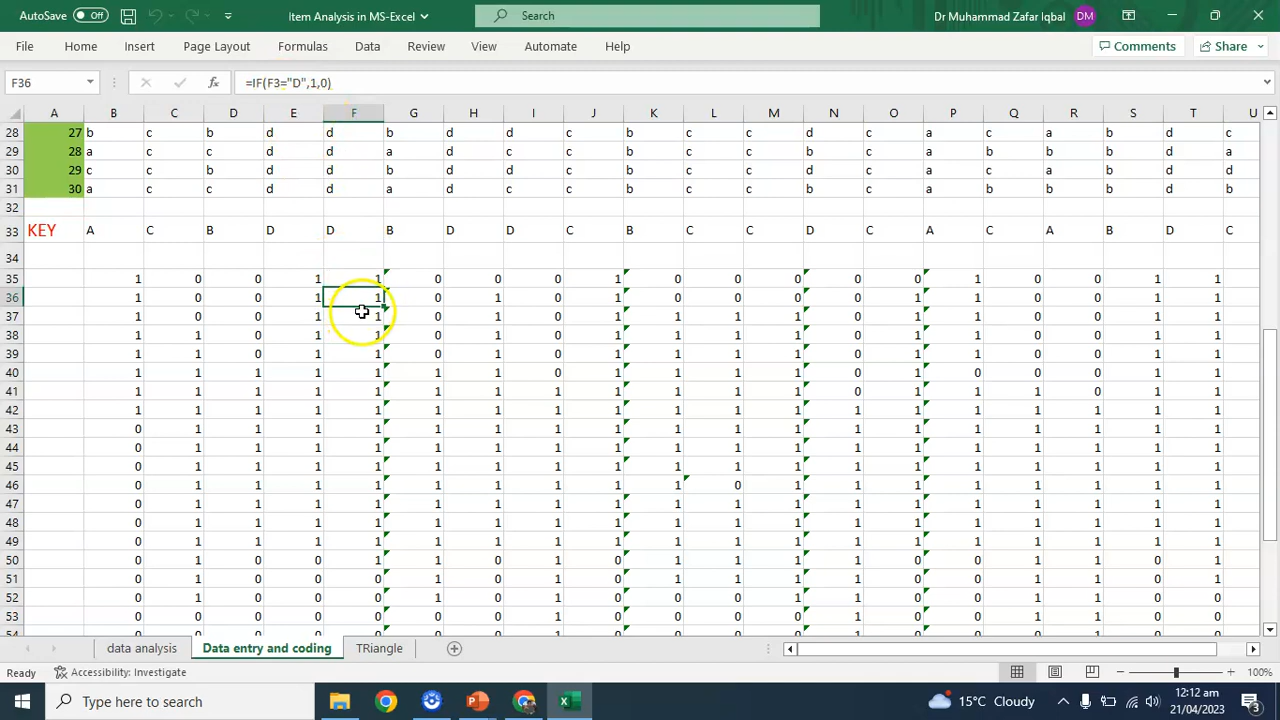 AutoSave Off Item Analysis in MS-Excel Search Dr Muhammad Zafar Iqbal DM
File Home Insert Page Layout Formulas Data Review View Automate Help Comments Share
F36 fx =IF(F3="D",1,0)
A B C D E F G H I J K L M N O P Q R S T U
28 27 b c b d d b d d c b c c d c a c a b d c
29 28 a c c d d a d c c b c c b c a b b b d a
30 29 c c b d d b d d c b c c d c a c a b d d
31 30 a c c d d a d c c b c c b c a b b b d b
32
33 KEY A C B D D B D D C B C C D C A C A B D C
34
35 1 0 0 1 1 0 0 0 1 0 0 0 0 0 1 0 0 1 1
36 1 0 0 1 1 0 1 0 1 0 0 0 0 1 1 0 0 1 1
37 1 0 0 1 1 0 1 0 1 1 1 1 0 1 1 0 0 1 1
38 1 1 0 1 1 0 1 0 1 1 1 1 0 1 1 0 0 1 1
39 1 1 0 1 1 0 1 1 1 1 1 1 0 1 1 0 0 1 1
40 1 1 1 1 1 1 1 0 1 1 1 1 0 1 0 0 0 1 1
41 1 1 1 1 1 1 1 1 1 1 1 1 0 1 1 1 0 1 1
42 1 1 1 1 1 1 1 1 1 1 1 1 1 1 1 1 1 1 1
43 0 1 1 1 1 1 1 1 1 1 1 1 1 1 1 1 1 1 1
44 0 1 1 1 1 1 1 1 1 1 1 1 1 1 1 1 1 1 1
45 0 1 1 1 1 1 1 1 1 1 1 1 1 1 1 1 1 1 1
46 0 1 1 1 1 1 1 1 1 1 0 1 1 1 1 1 1 1 1
47 0 1 1 1 1 1 1 1 1 1 1 1 1 1 1 1 1 1 1
48 0 1 1 1 1 1 1 1 1 1 1 1 1 1 1 1 1 1 1
49 0 1 1 1 1 1 1 1 1 1 1 1 1 1 1 1 1 1 1
50 0 1 0 0 1 1 0 1 0 1 1 1 0 1 0 1 1 0 1
51 0 1 0 0 0 1 0 1 0 1 1 1 0 1 0 1 1 0 1
52 0 1 0 0 0 1 0 1 0 0 0 1 1 0 0 1 1 0 0
53 0 0 0 0 0 0 0 1 0 0 0 0 1 0 0 1 1 0 0
data analysis Data entry and coding TRiangle
Ready Accessibility: Investigate 100%
Type here to search 15°C Cloudy 12:12 am
21/04/2023 3